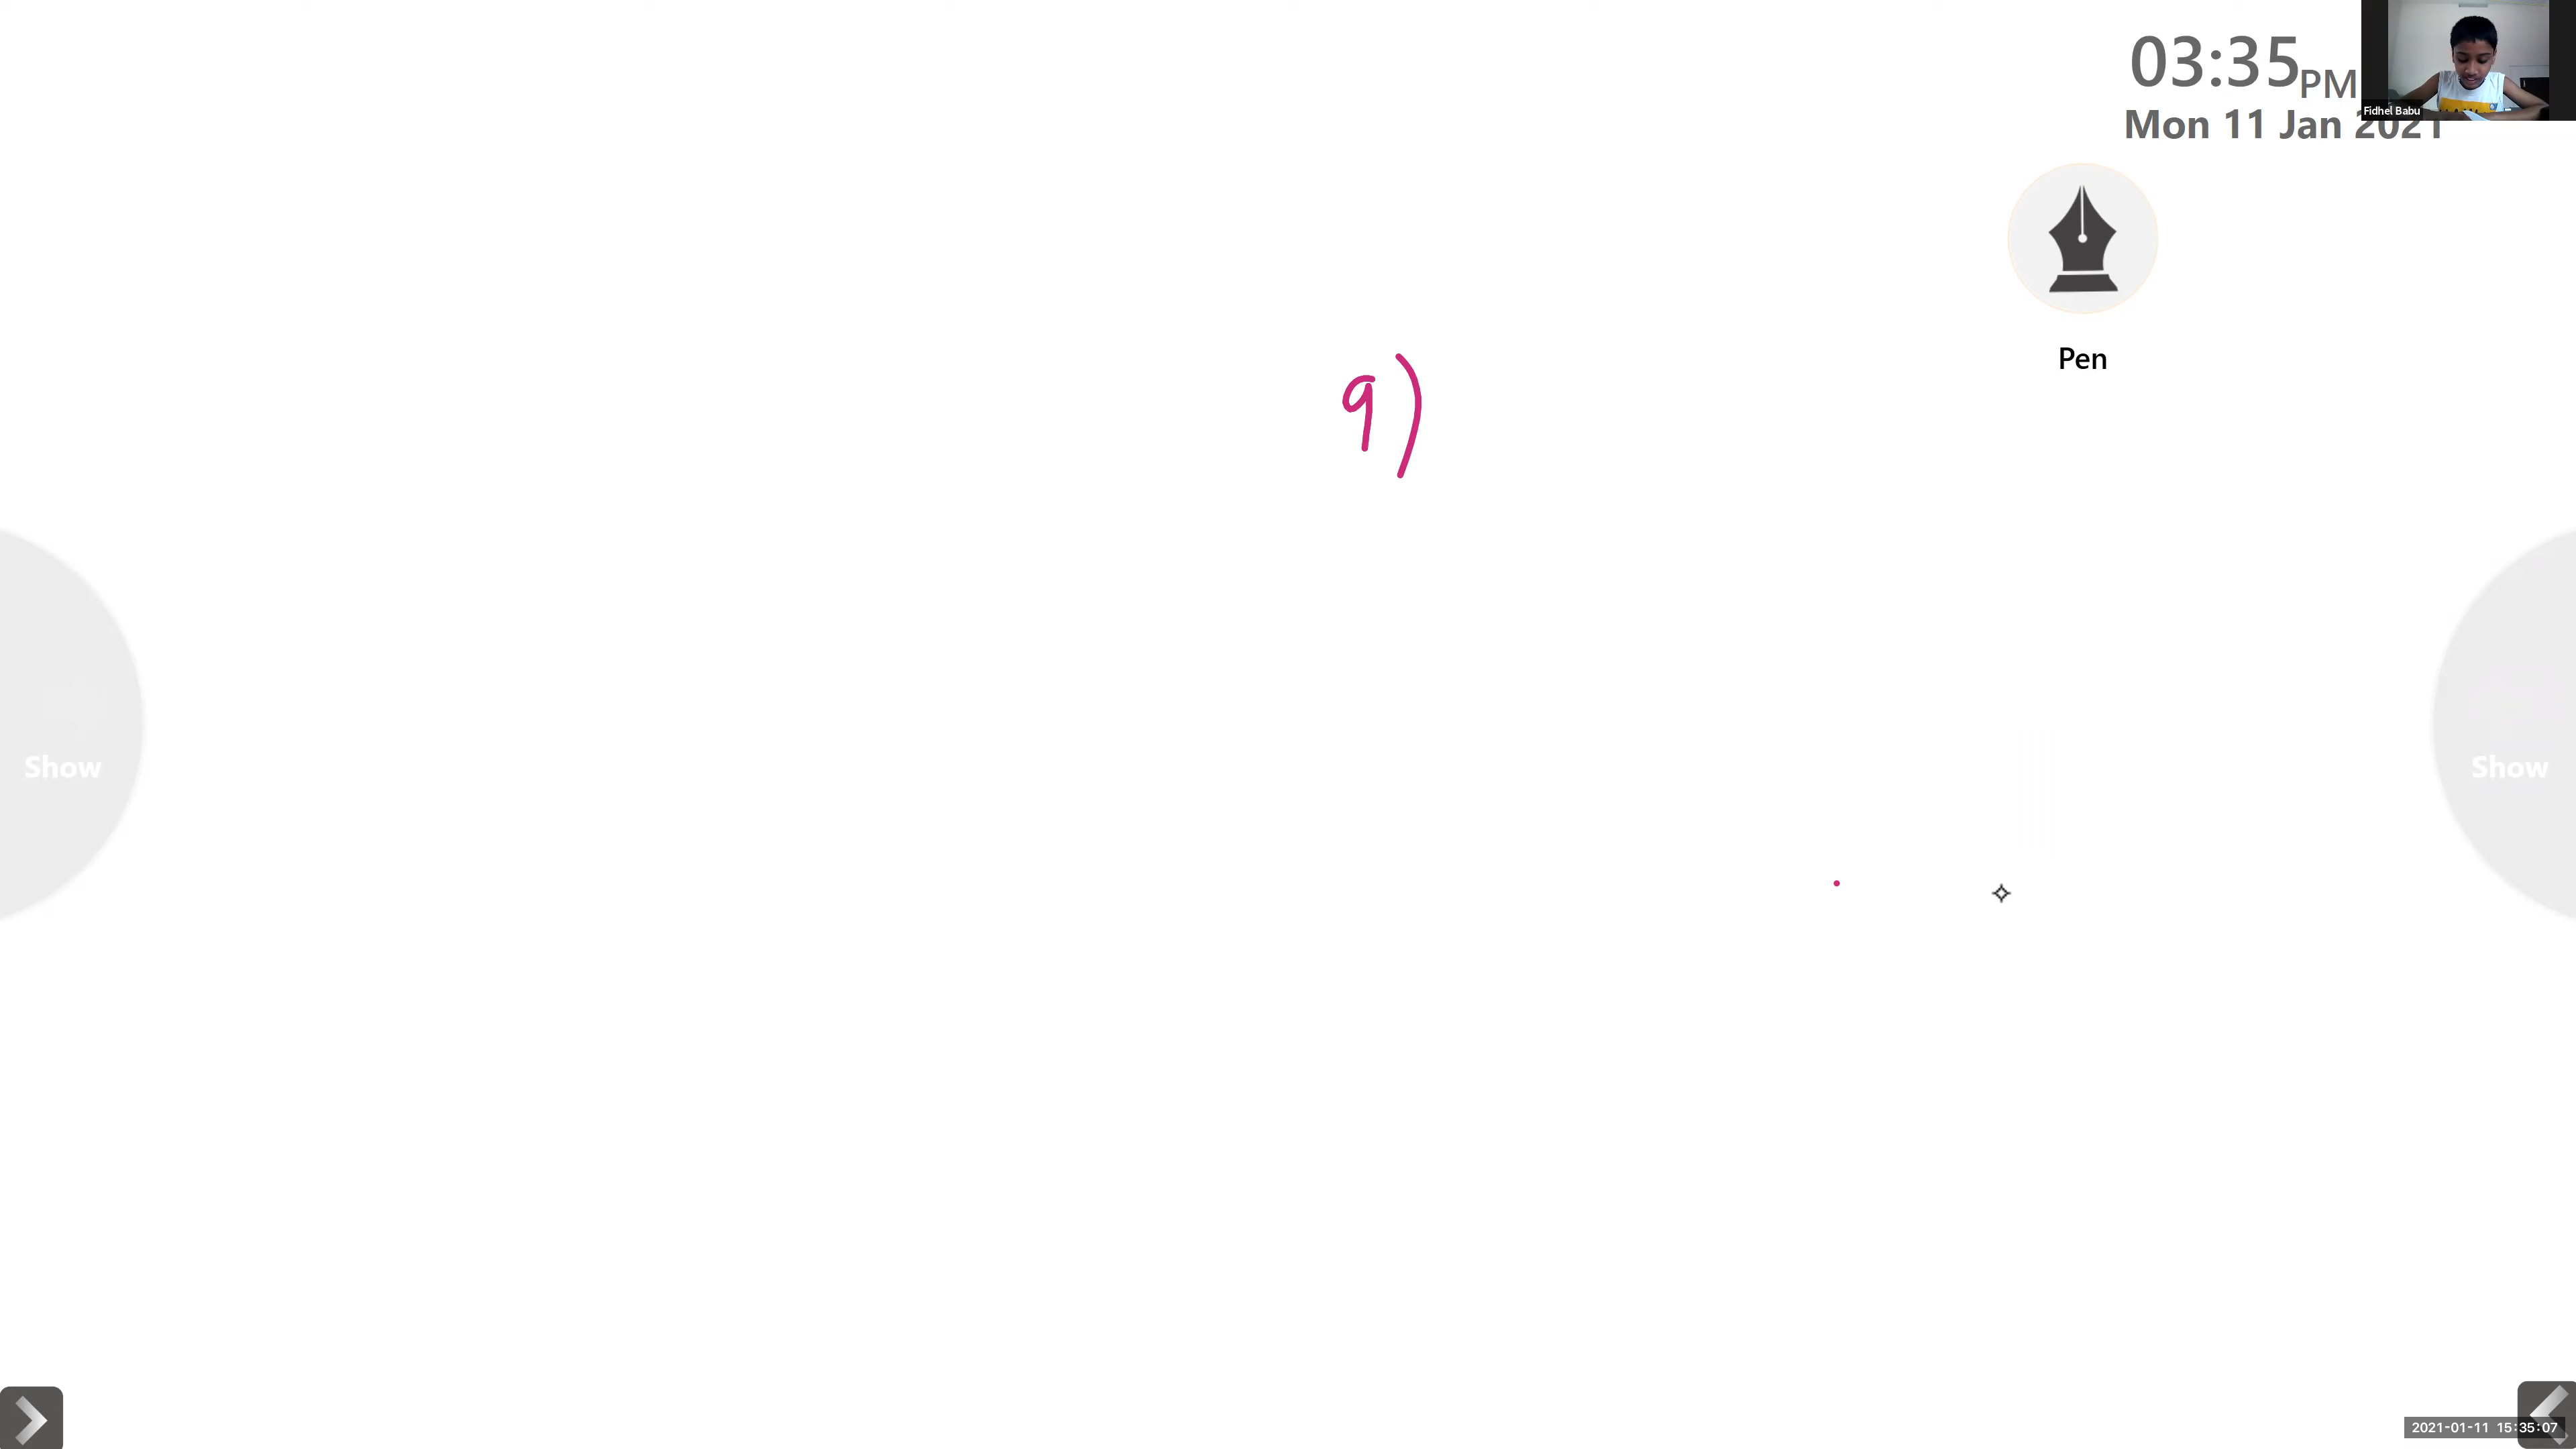 03:35PM
Fidhel Babu
Mon 11 Jan 2021
Pen
9)
Show
Show
2021-01-11 15:35:07